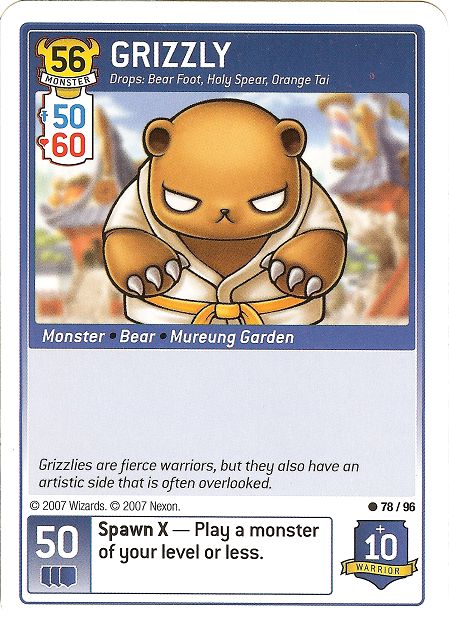 56 GRIZZLY
MONSTER
Drops: Bear Foot, Holy Spear, Orange Tai
50
60
Monster • Bear • Mureung Garden
Grizzlies are fierce warriors, but they also have an
artistic side that is often overlooked.
© 2007 Wizards. © 2007 Nexon.
● 78 / 96
50
Spawn X — Play a monster
of your level or less.
+
10
WARRIOR